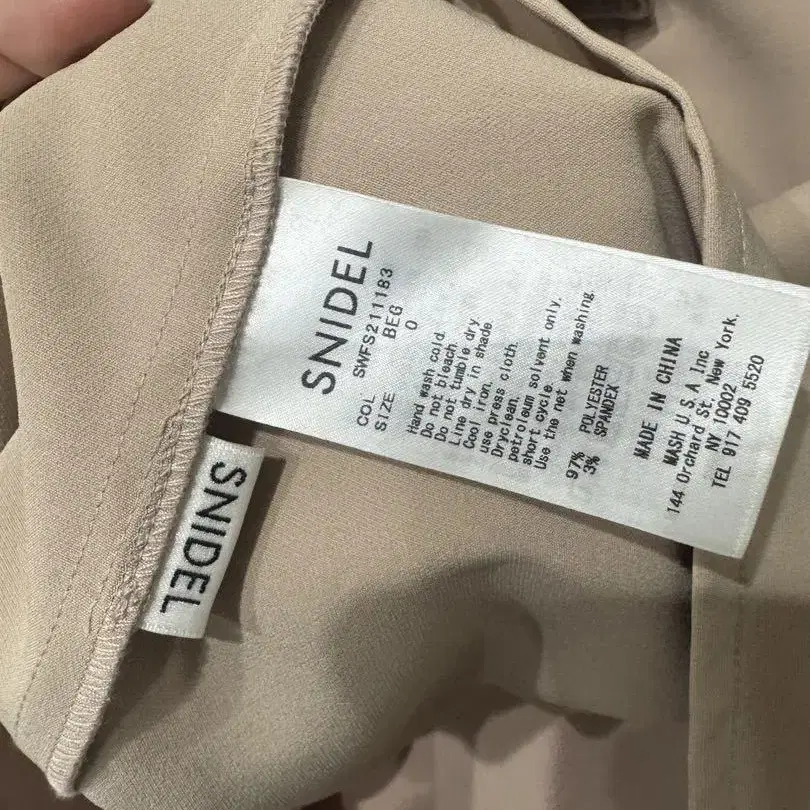 SNIDEL
SWFS211183
COL BEG
SIZE 0
Hand wash cold.
Do not bleach.
Do not tumble dry.
Line dry in shade.
Cool iron.
use press cloth.
Dryclean.
petroleum solvent only.
short cycle.
Use the net when washing.
97% POLYESTER
3% SPANDEX
MADE IN CHINA
MASH U.S.A Inc
144 Orchard St, New York,
NY 10002
TEL 917 409 5520
SNIDEL